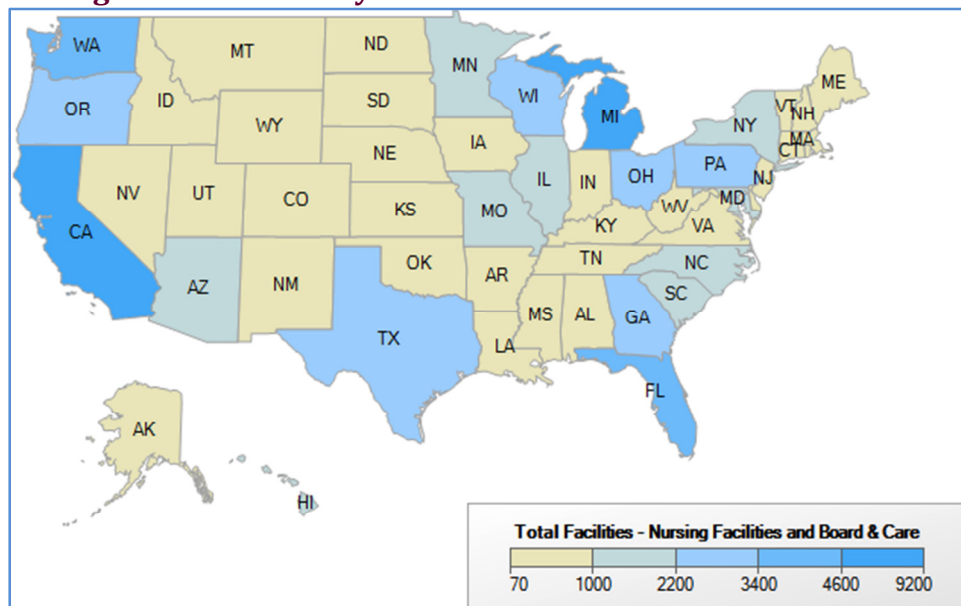 WA
MT
ND
MN
ME
OR
ID
SD
WI
MI
VT
NH
WY
NY
MA
CT
IA
NE
PA
NJ
OH
IN
IL
NV
UT
CO
KS
MO
WV
MD
VA
KY
CA
NC
TN
OK
AZ
NM
AR
SC
MS
AL
GA
TX
LA
FL
AK
HI
Total Facilities - Nursing Facilities and Board & Care
70 1000 2200 3400 4600 9200